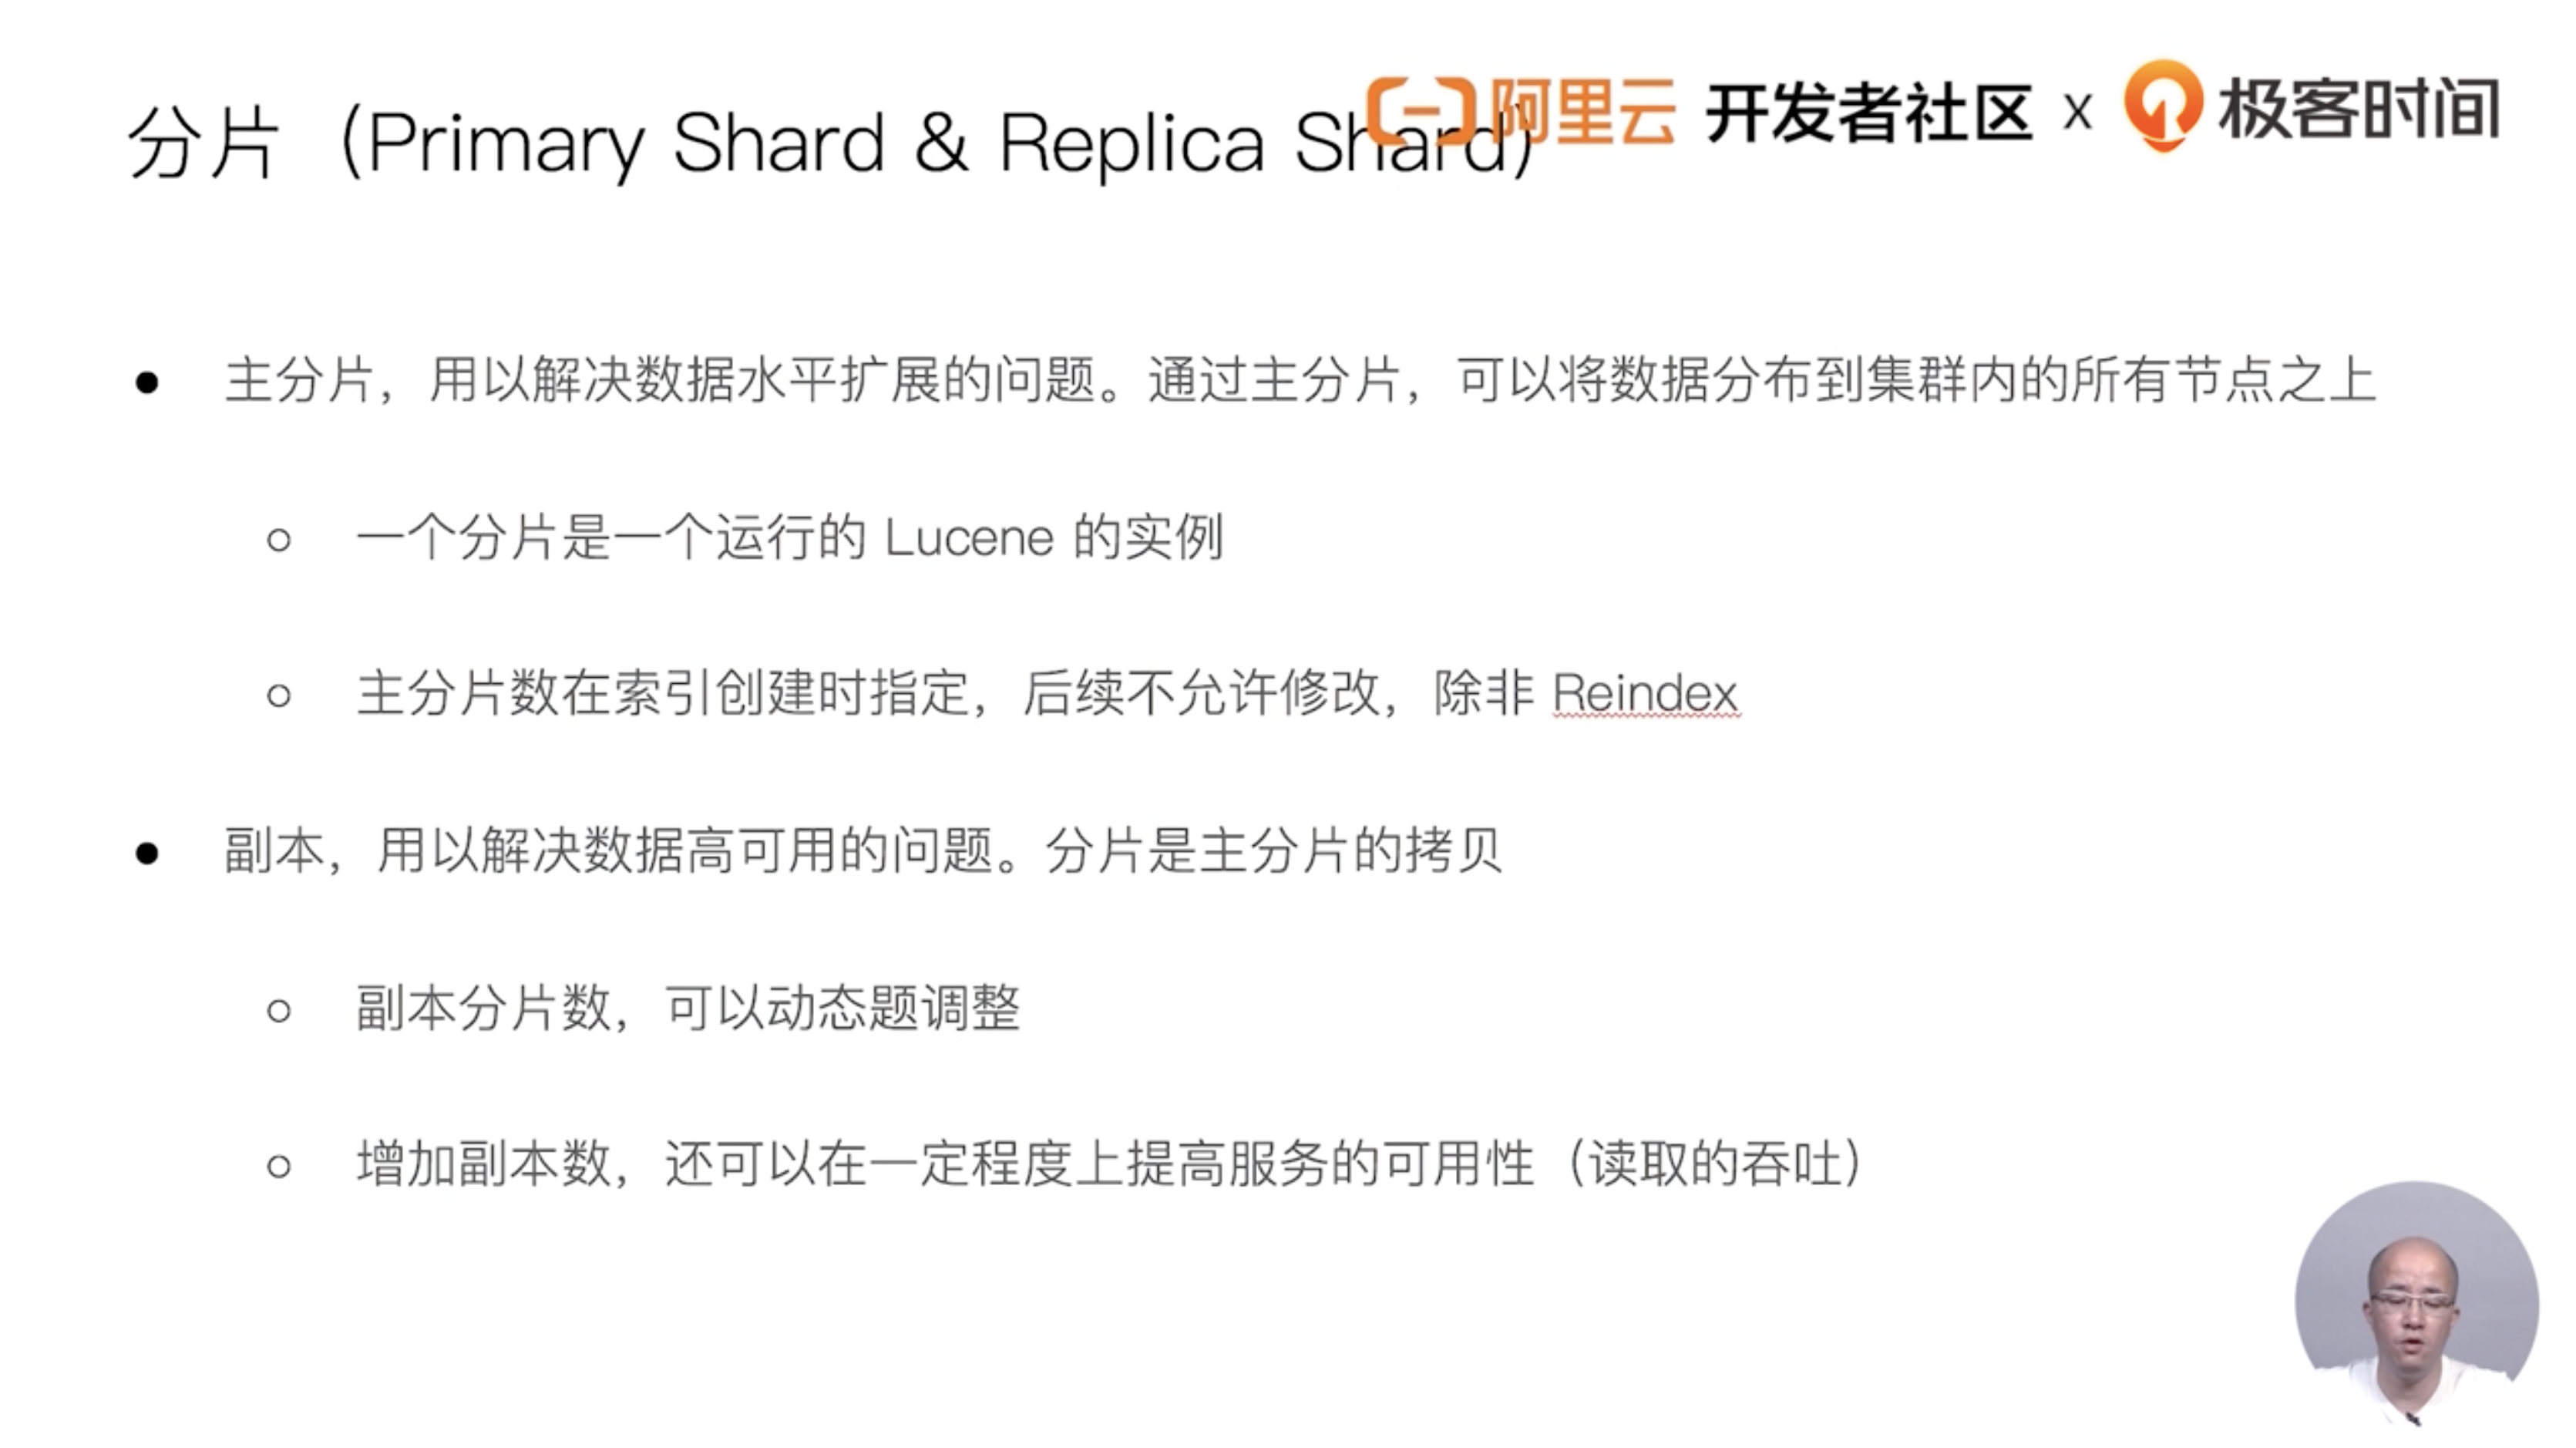 分片（Primary Shard & Replica Shard)
阿里云 开发者社区 X 极客时间
● 主分片，用以解决数据水平扩展的问题。通过主分片，可以将数据分布到集群内的所有节点之上
○ 一个分片是一个运行的 Lucene 的实例
○ 主分片数在索引创建时指定，后续不允许修改，除非 Reindex
● 副本，用以解决数据高可用的问题。分片是主分片的拷贝
○ 副本分片数，可以动态题调整
○ 增加副本数，还可以在一定程度上提高服务的可用性（读取的吞吐）